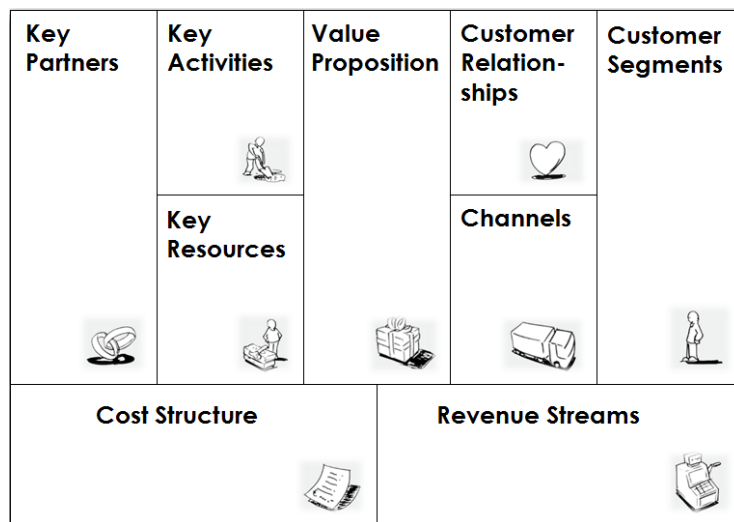 Key
Partners
Key
Activities
Key
Resources
Value
Proposition
Customer
Relation-
ships
Channels
Customer
Segments
Cost Structure
Revenue Streams